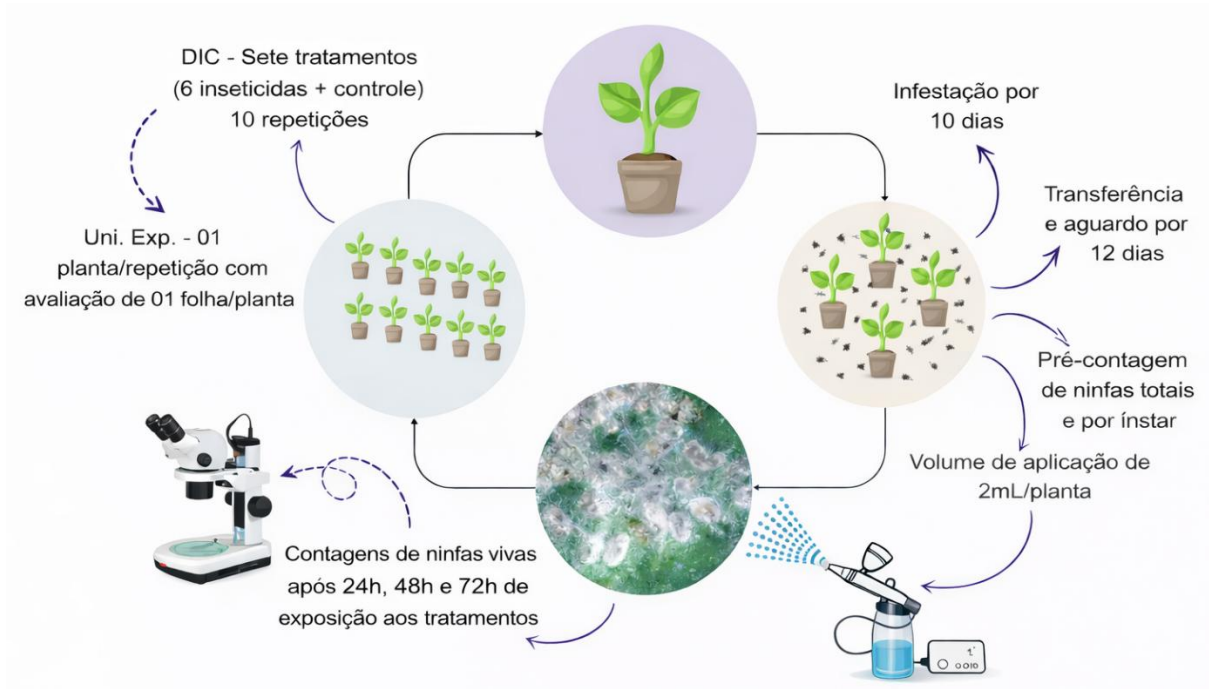 DIC - Sete tratamentos
(6 inseticidas + controle)
10 repetições
Uni. Exp. - 01
planta/repetição com
avaliação de 01 folha/planta
Infestação por
10 dias
Transferência
e aguardo por
12 dias
Pré-contagem
de ninfas totais
e por ínstar
Volume de aplicação de
2mL/planta
Contagens de ninfas vivas
após 24h, 48h e 72h de
exposição aos tratamentos